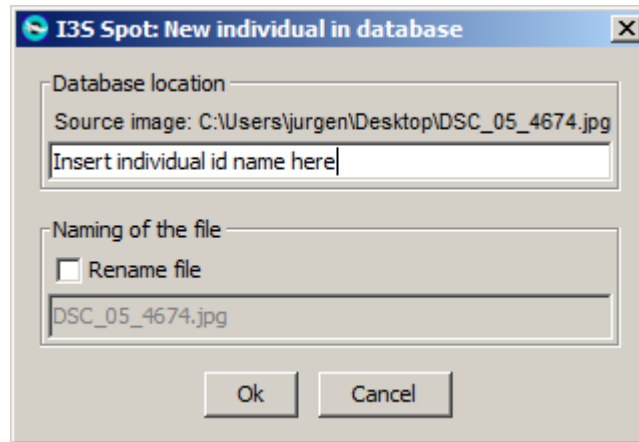 I3S Spot: New individual in database
Database location
Source image: C:\Users\jurgen\Desktop\DSC_05_4674.jpg
Insert individual id name here
Naming of the file
Rename file
DSC_05_4674.jpg
Ok Cancel